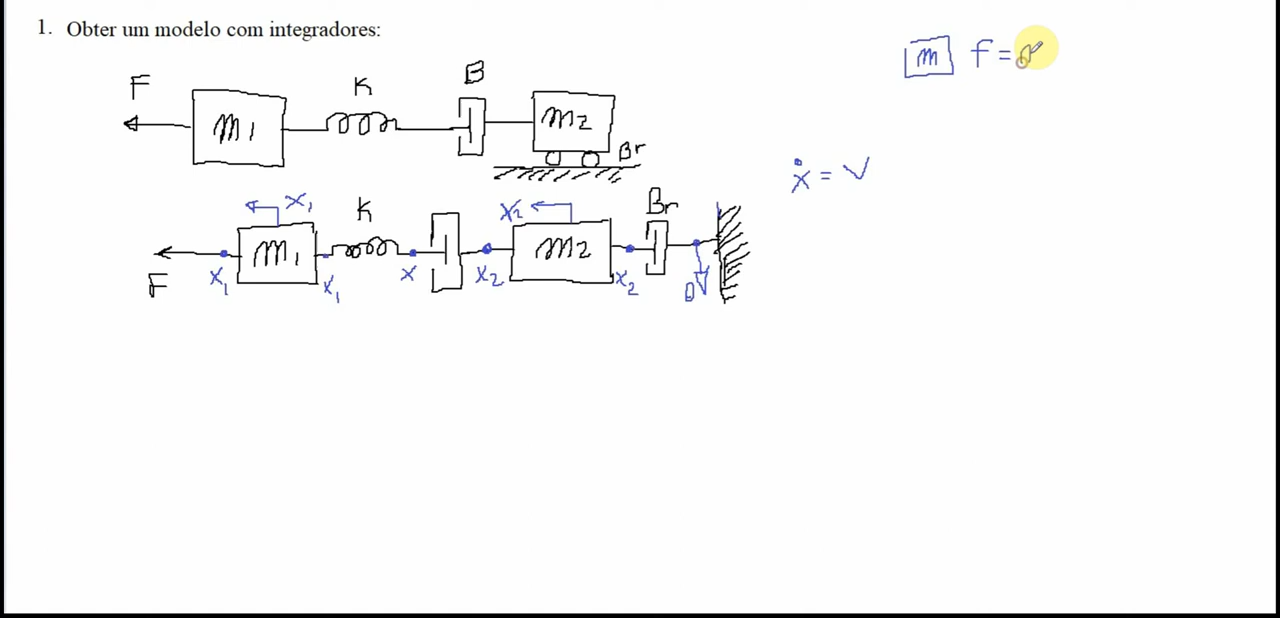 1. Obter um modelo com integradores:
m f =
F K B
M1 M2
Br
ẋ = V
x1 K x2 Br
M1 M2
F x1 x1 x x2 x2 0V